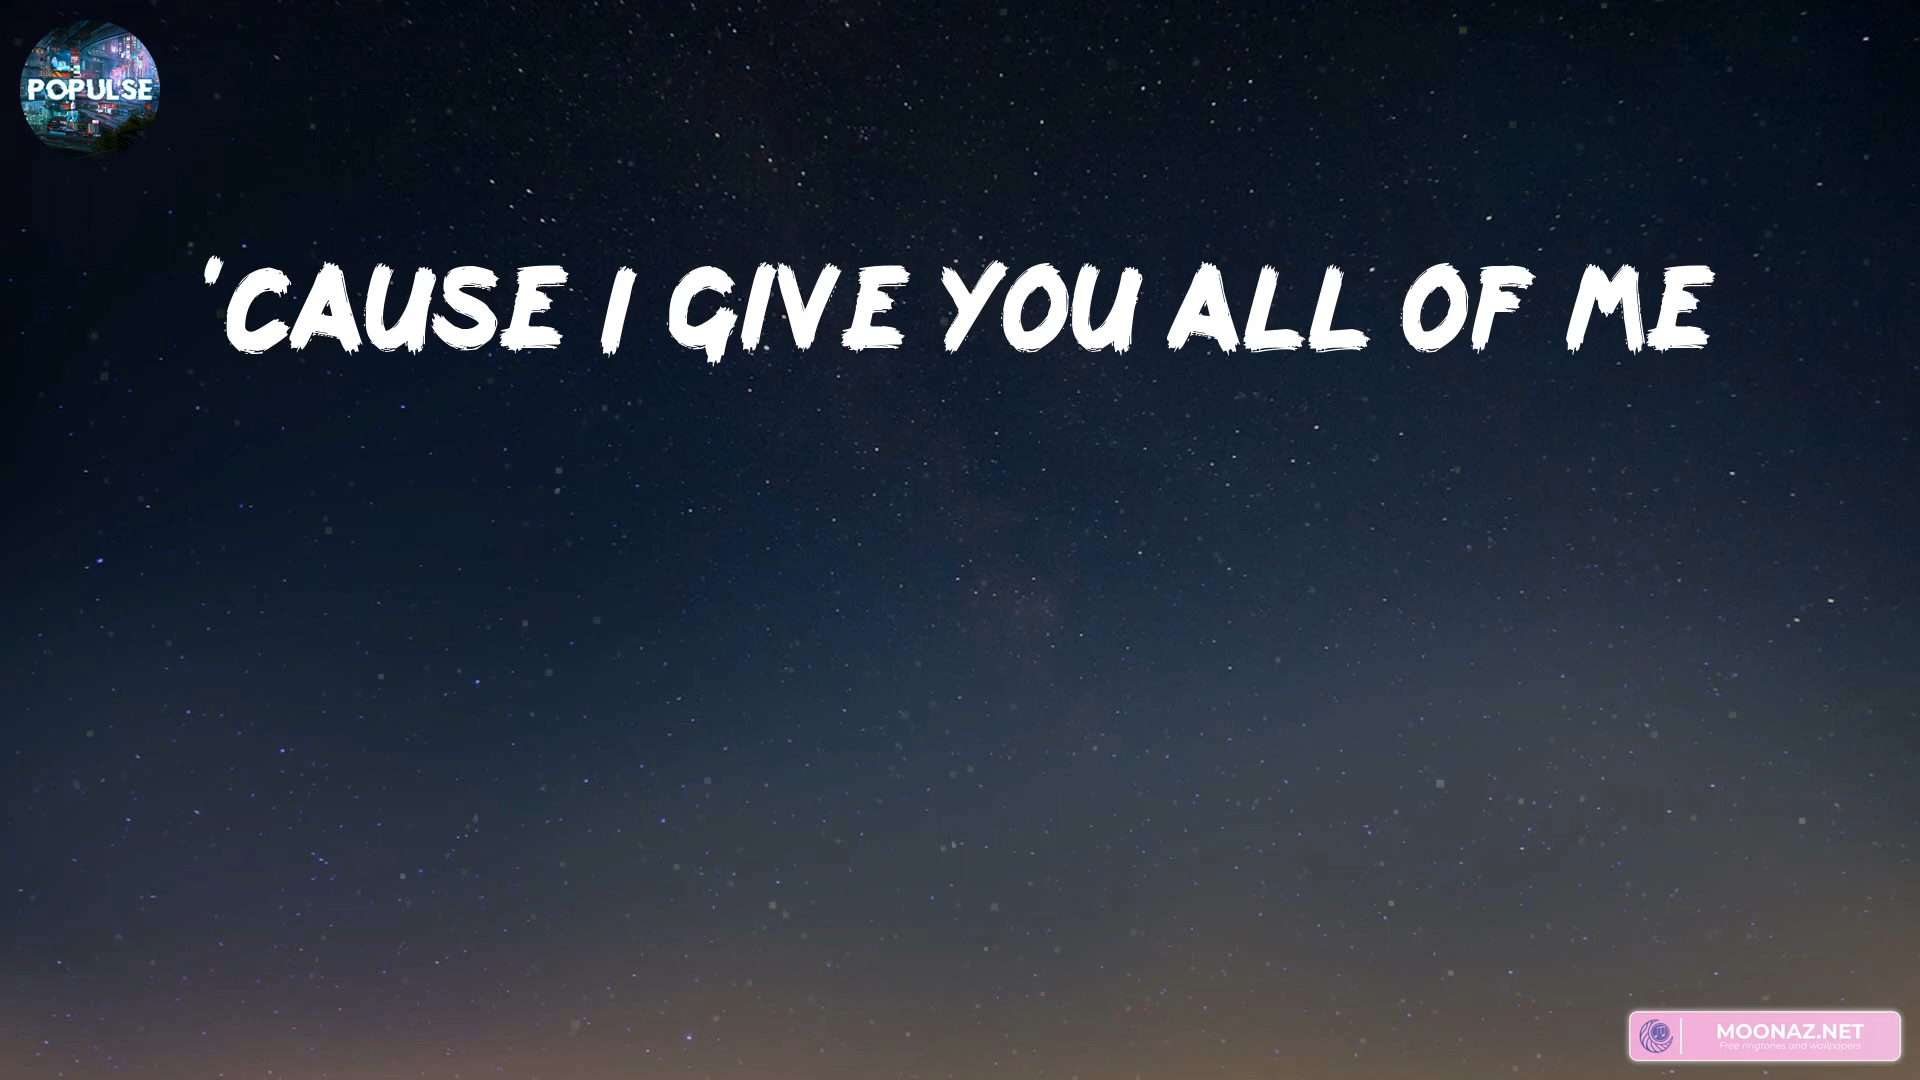 POPULSE
'CAUSE I GIVE YOU ALL OF ME
MOONAZ.NET
Free ringtones and wallpapers